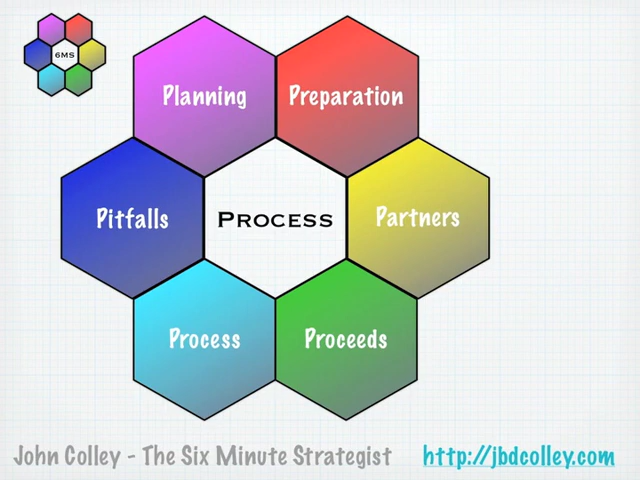 6MS
Planning
Preparation
Pitfalls
Process
Partners
Process
Proceeds
John Colley - The Six Minute Strategist
http://jbdcolley.com